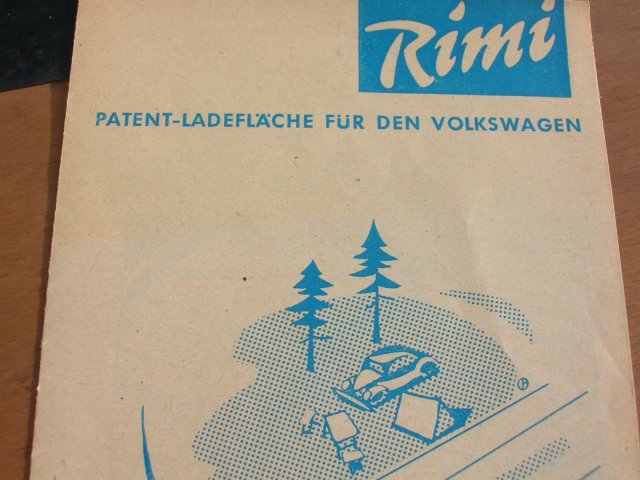 Rimi
PATENT-LADEFLÄCHE FÜR DEN VOLKSWAGEN